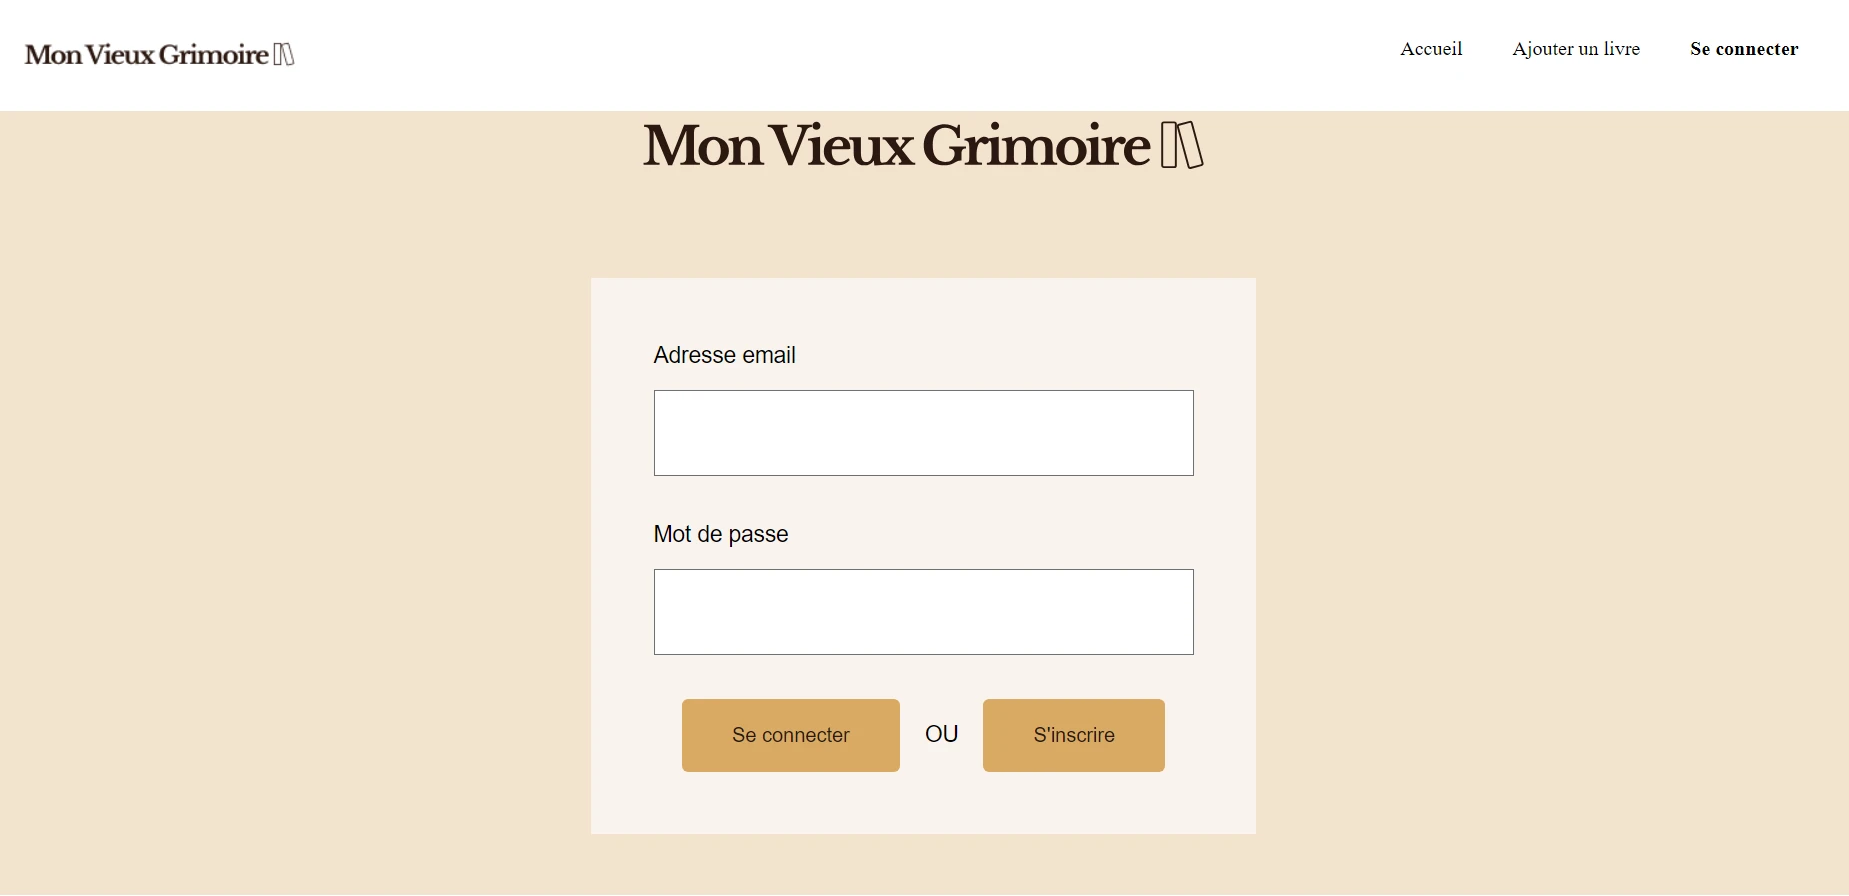 Mon Vieux Grimoire
Accueil Ajouter un livre Se connecter
Mon Vieux Grimoire
Adresse email
Mot de passe
Se connecter OU S'inscrire